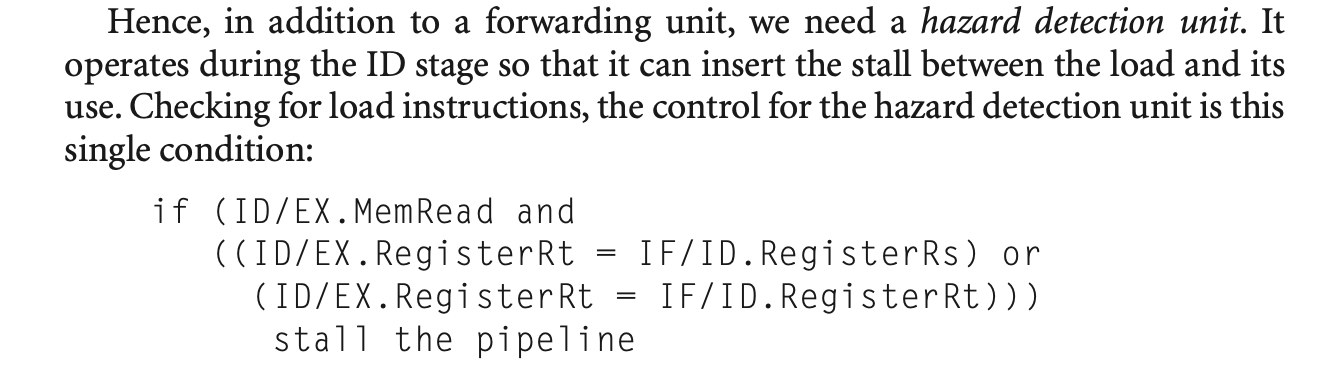 Hence, in addition to a forwarding unit, we need a hazard detection unit. It
operates during the ID stage so that it can insert the stall between the load and its
use. Checking for load instructions, the control for the hazard detection unit is this
single condition:
if (ID/EX.MemRead and
((ID/EX.RegisterRt = IF/ID.RegisterRs) or
(ID/EX.RegisterRt = IF/ID.RegisterRt)))
stall the pipeline